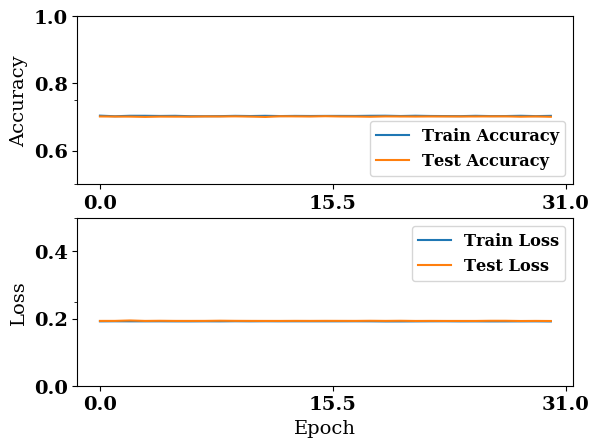 1.0
0.8
0.6
Accuracy
Train Accuracy
Test Accuracy
0.0 15.5 31.0
0.4
0.2
0.0
Loss
Train Loss
Test Loss
0.0 15.5 31.0
Epoch